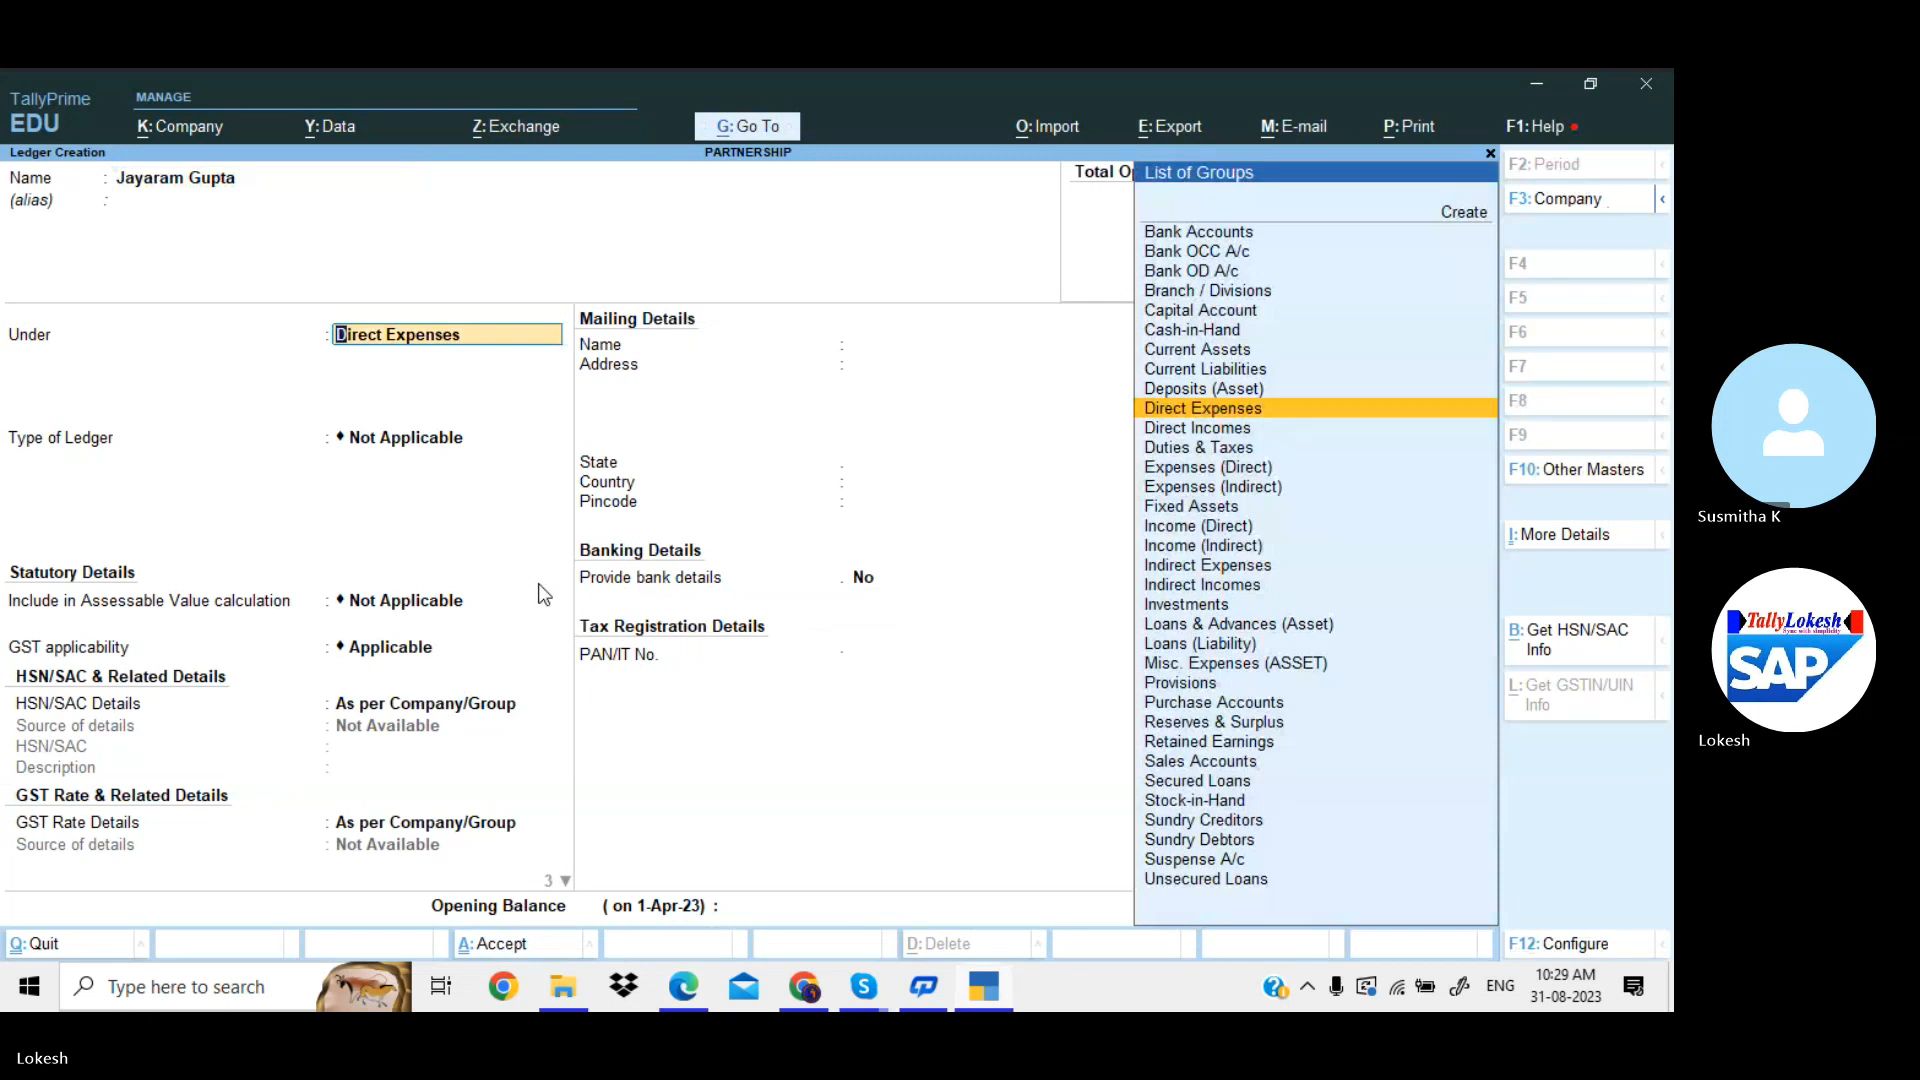 TallyPrime
EDU
MANAGE
K: Company
Y: Data
Z: Exchange
G: Go To
O: Import
E: Export
M: E-mail
P: Print
F1: Help
Ledger Creation
PARTNERSHIP
Name : Jayaram Gupta
(alias) :
Total O
Under : Direct Expenses
Type of Ledger : ♦ Not Applicable
Statutory Details
Include in Assessable Value calculation : ♦ Not Applicable
GST applicability : ♦ Applicable
HSN/SAC & Related Details
HSN/SAC Details : As per Company/Group
Source of details : Not Available
HSN/SAC :
Description :
GST Rate & Related Details
GST Rate Details : As per Company/Group
Source of details : Not Available
3 ▼
Mailing Details
Name :
Address :
State :
Country :
Pincode :
Banking Details
Provide bank details : No
Tax Registration Details
PAN/IT No. :
Opening Balance ( on 1-Apr-23) :
List of Groups
Create
Bank Accounts
Bank OCC A/c
Bank OD A/c
Branch / Divisions
Capital Account
Cash-in-Hand
Current Assets
Current Liabilities
Deposits (Asset)
Direct Expenses
Direct Incomes
Duties & Taxes
Expenses (Direct)
Expenses (Indirect)
Fixed Assets
Income (Direct)
Income (Indirect)
Indirect Expenses
Indirect Incomes
Investments
Loans & Advances (Asset)
Loans (Liability)
Misc. Expenses (ASSET)
Provisions
Purchase Accounts
Reserves & Surplus
Retained Earnings
Sales Accounts
Secured Loans
Stock-in-Hand
Sundry Creditors
Sundry Debtors
Suspense A/c
Unsecured Loans
F2: Period
F3: Company
F4
F5
F6
F7
F8
F9
F10: Other Masters
I: More Details
B: Get HSN/SAC
Info
L: Get GSTIN/UIN
Info
F12: Configure
Q: Quit
A: Accept
D: Delete
Type here to search
ENG
10:29 AM
31-08-2023
Susmitha K
TallyLokesh
Sync with simplicity
SAP
Lokesh
Lokesh